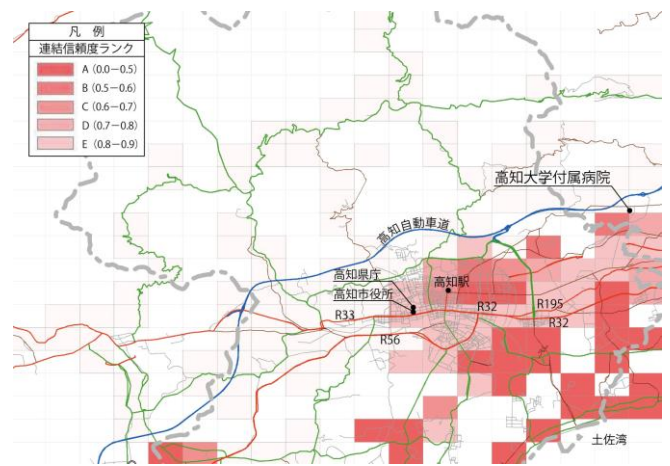 凡 例
連結信頼度ランク
A (0.0－0.5)
B (0.5－0.6)
C (0.6－0.7)
D (0.7－0.8)
E (0.8－0.9)
高知大学付属病院
高知自動車道
高知県庁
高知市役所
高知駅
R33
R32
R195
R32
R56
土佐湾